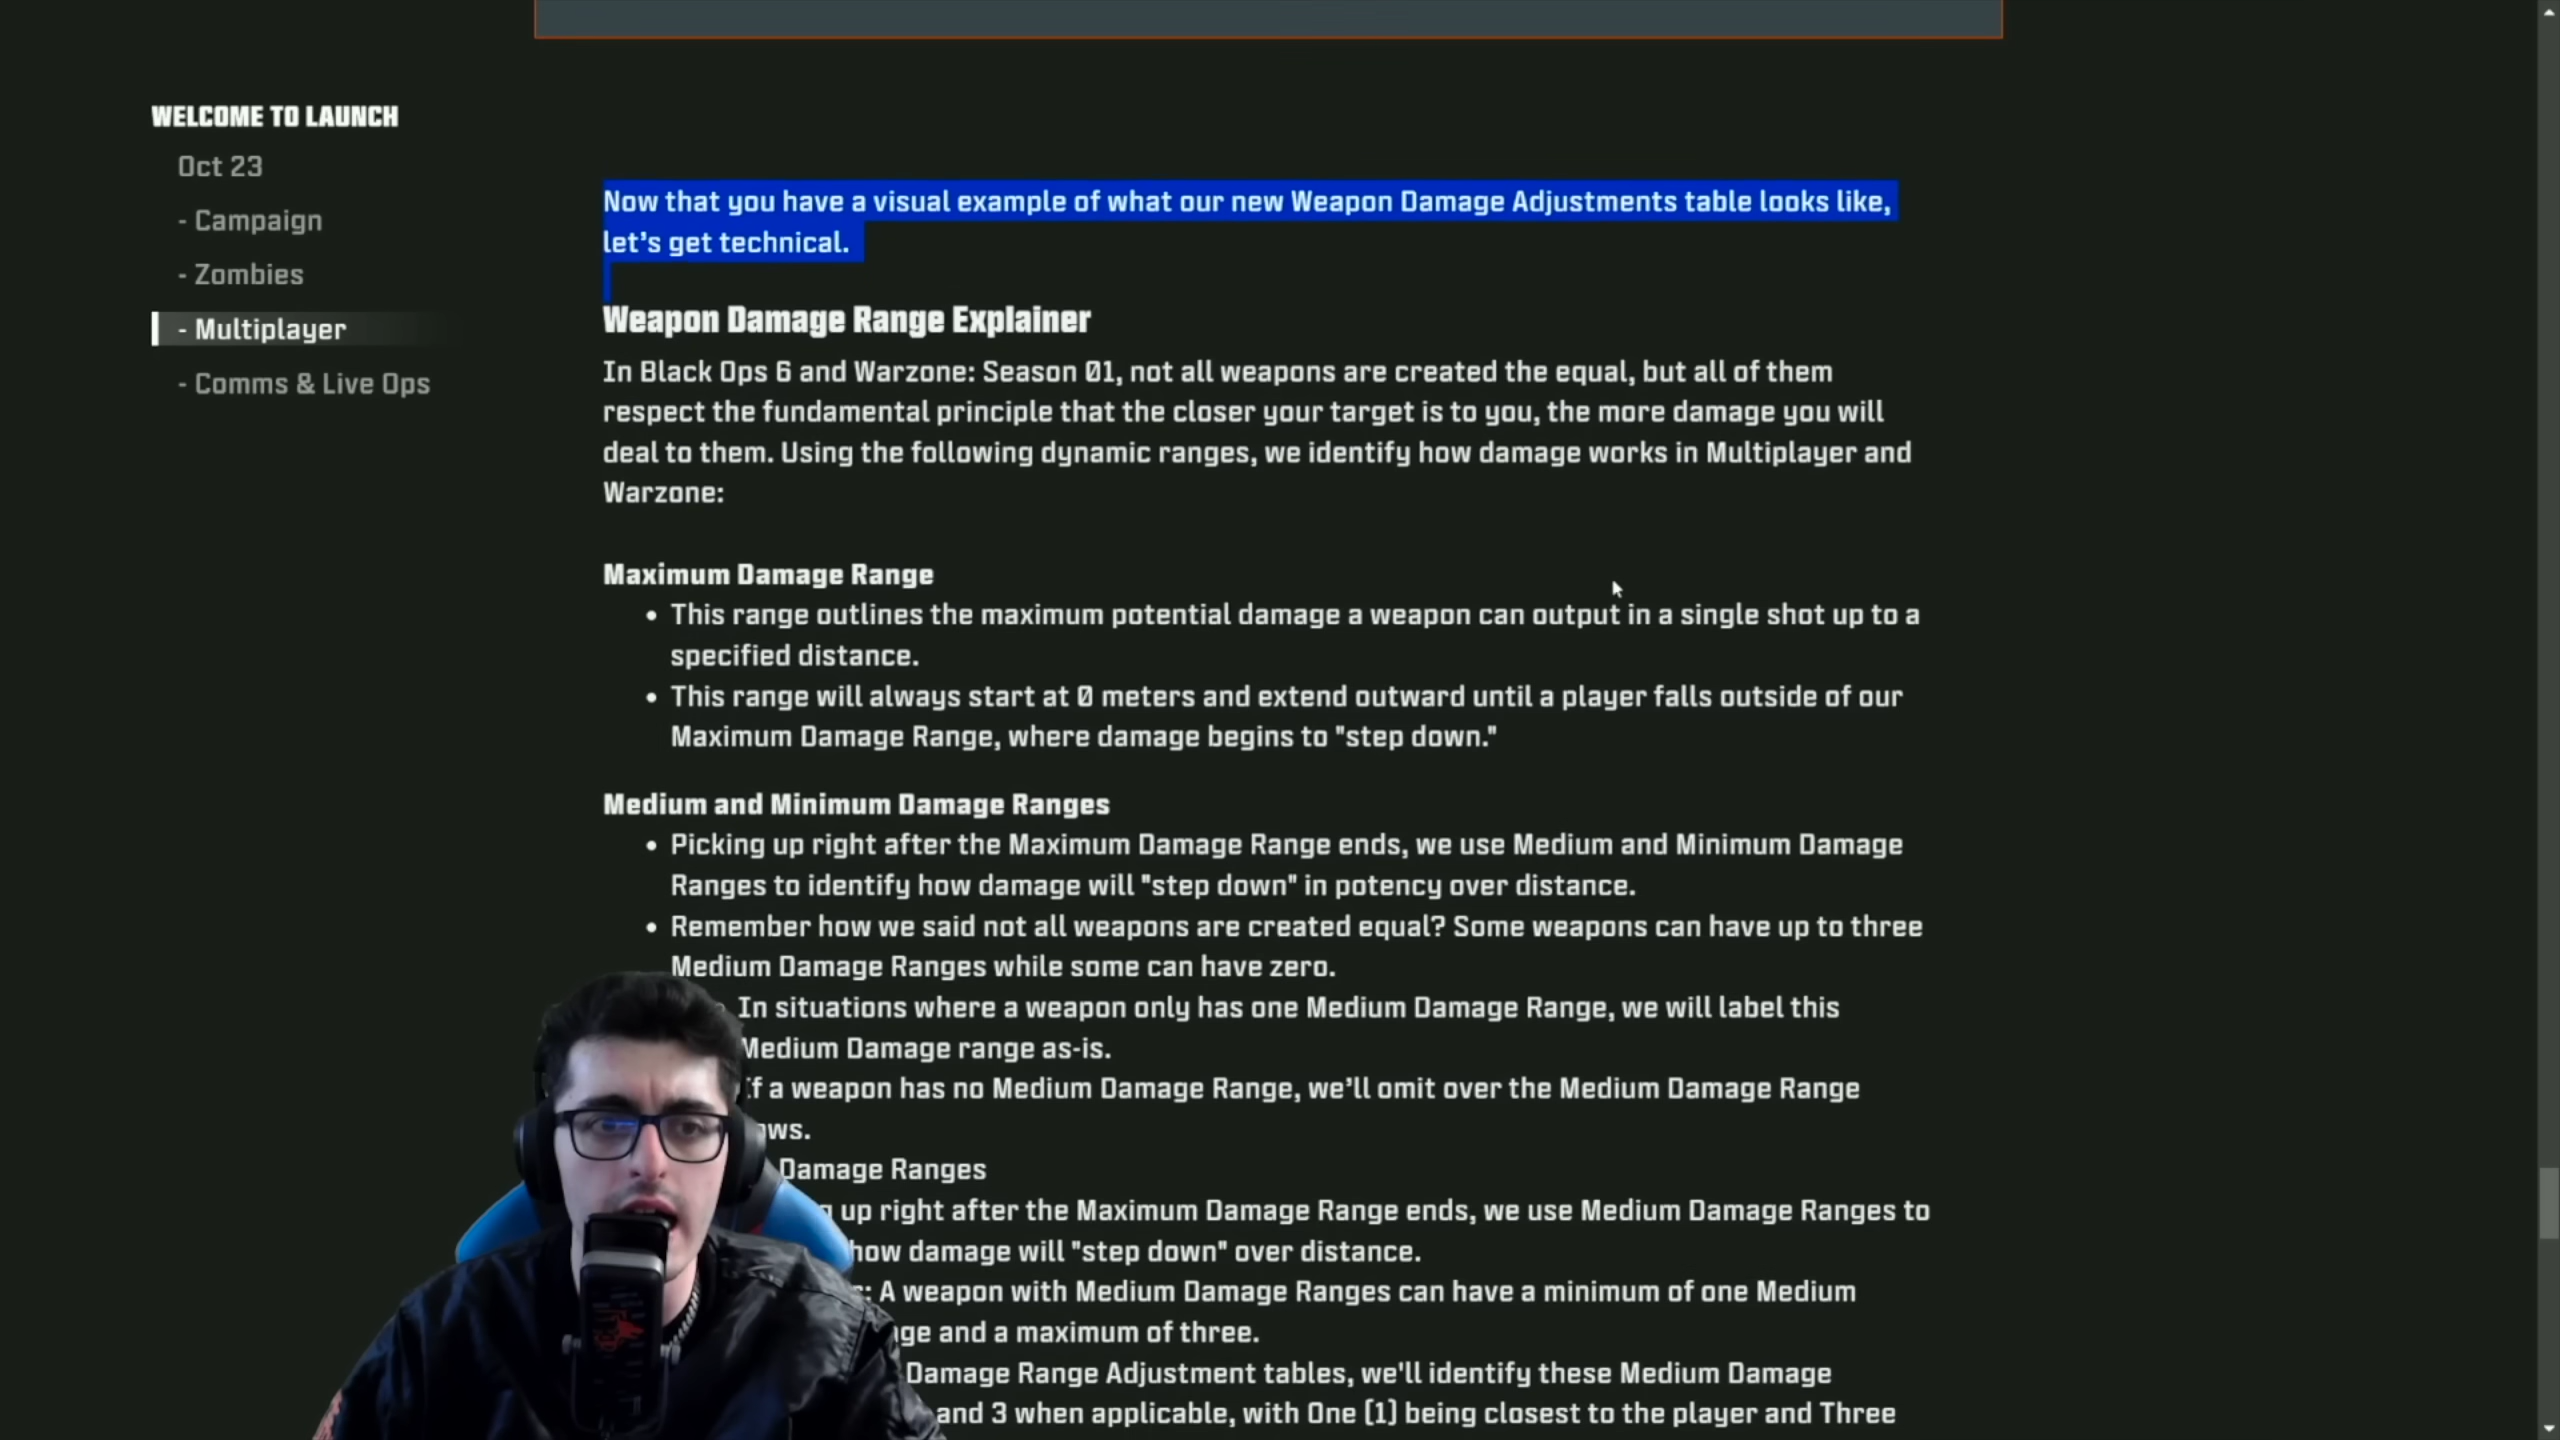 WELCOME TO LAUNCH
Oct 23
- Campaign
- Zombies
- Multiplayer
- Comms & Live Ops
Now that you have a visual example of what our new Weapon Damage Adjustments table looks like,
let's get technical.
Weapon Damage Range Explainer
In Black Ops 6 and Warzone: Season 01, not all weapons are created the equal, but all of them
respect the fundamental principle that the closer your target is to you, the more damage you will
deal to them. Using the following dynamic ranges, we identify how damage works in Multiplayer and
Warzone:
Maximum Damage Range
• This range outlines the maximum potential damage a weapon can output in a single shot up to a
specified distance.
• This range will always start at 0 meters and extend outward until a player falls outside of our
Maximum Damage Range, where damage begins to "step down."
Medium and Minimum Damage Ranges
• Picking up right after the Maximum Damage Range ends, we use Medium and Minimum Damage
Ranges to identify how damage will "step down" in potency over distance.
• Remember how we said not all weapons are created equal? Some weapons can have up to three
Medium Damage Ranges while some can have zero.
In situations where a weapon only has one Medium Damage Range, we will label this
Medium Damage range as-is.
If a weapon has no Medium Damage Range, we'll omit over the Medium Damage Range
Damage Ranges
up right after the Maximum Damage Range ends, we use Medium Damage Ranges to
how damage will "step down" over distance.
A weapon with Medium Damage Ranges can have a minimum of one Medium
and a maximum of three.
Damage Range Adjustment tables, we'll identify these Medium Damage
and 3 when applicable, with One (1) being closest to the player and Three